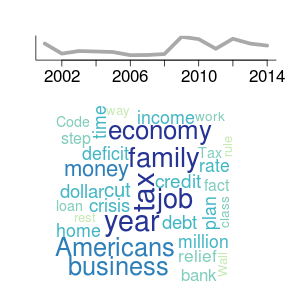 2002 2006 2010 2014
way
Code time income work
step economy rule
deficit family Tax
money rate
dollar cut tax credit fact
loan crisis job plan class
rest year debt
home
Americans million
business relief Wall
bank